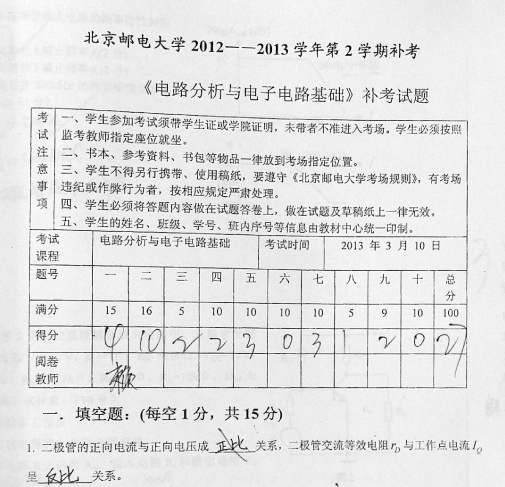 北京邮电大学2012——2013学年第2学期补考
《电路分析与电子电路基础》补考试题
考试注意事项
一、学生参加考试须带学生证或学院证明，未带者不准进入考场。学生必须按照
监考教师指定座位就坐。
二、书本、参考资料、书包等物品一律放到考场指定位置。
三、学生不得另行携带、使用稿纸，要遵守《北京邮电大学考场规则》，有考场
违纪或作弊行为者，按相应规定严肃处理。
四、学生必须将答题内容做在试题答卷上，做在试题及草稿纸上一律无效。
五、学生的姓名、班级、学号、班内序号等信息由教材中心统一印制。
考试课程 电路分析与电子电路基础 考试时间 2013 年 3 月 10 日
题号 一 二 三 四 五 六 七 八 九 十 总分
满分 15 16 5 10 10 10 10 5 9 10 100
得分 4 10 2 2 3 0 3 1 2 0 27
阅卷教师
一. 填空题：(每空 1 分，共 15 分)
1. 二极管的正向电流与正向电压成 正比 关系，二极管交流等效电阻 r_D 与工作点电流 I_Q
呈 反比 关系。